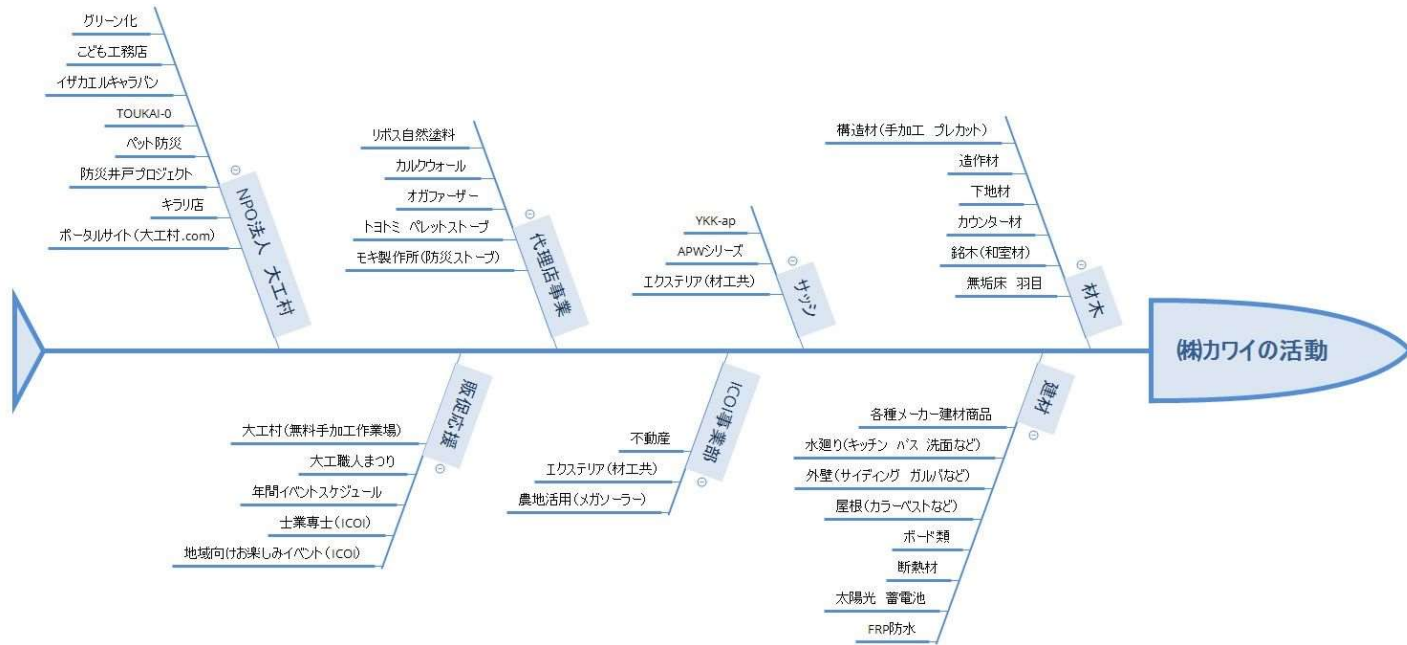 グリーン化
こども工務店
イザカエルキャラバン
TOUKAI-0
ペット防災
防災井戸プロジェクト
キラリ店
ポータルサイト(大工村.com)
NPO法人 大工村
リボス自然塗料
カルクウォール
オガファーザー
トヨトミ ペレットストーブ
モキ製作所(防災ストーブ)
代理店事業
YKK-ap
APWシリーズ
エクステリア(材工共)
サッシ
構造材(手加工 プレカット)
造作材
下地材
カウンター材
銘木(和室材)
無垢床 羽目
材木
㈱カワイの活動
販促応援
大工村(無料手加工作業場)
大工職人まつり
年間イベントスケジュール
士業専士(ICOI)
地域向けお楽しみイベント(ICOI)
ICOI事業部
不動産
エクステリア(材工共)
農地活用(メガソーラー)
建材
各種メーカー建材商品
水廻り(キッチン バス 洗面など)
外壁(サイディング ガルバなど)
屋根(カラーベストなど)
ボード類
断熱材
太陽光 蓄電池
FRP防水